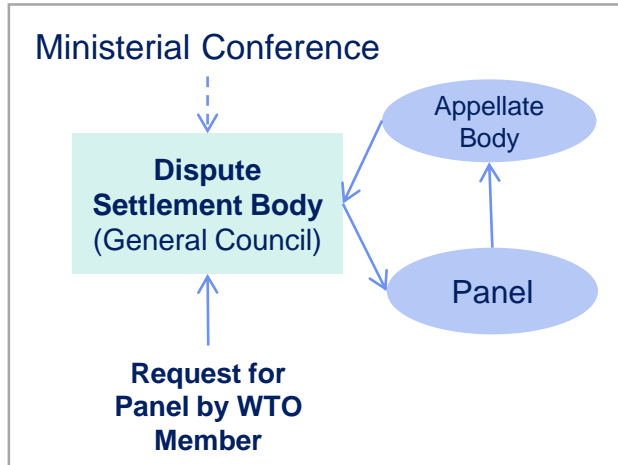 Ministerial Conference
Appellate
Body
Dispute
Settlement Body
(General Council)
Panel
Request for
Panel by WTO
Member